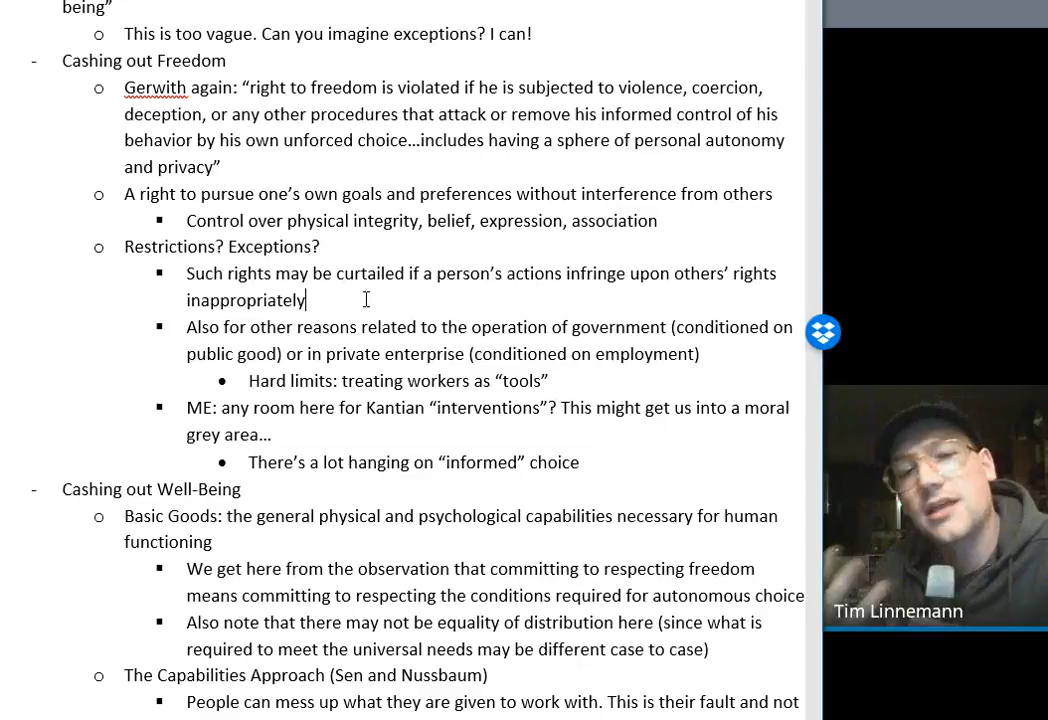 being”
o This is too vague. Can you imagine exceptions? I can!
- Cashing out Freedom
o Gerwith again: “right to freedom is violated if he is subjected to violence, coercion,
deception, or any other procedures that attack or remove his informed control of his
behavior by his own unforced choice…includes having a sphere of personal autonomy
and privacy”
o A right to pursue one’s own goals and preferences without interference from others
▪ Control over physical integrity, belief, expression, association
o Restrictions? Exceptions?
▪ Such rights may be curtailed if a person’s actions infringe upon others’ rights
inappropriately
▪ Also for other reasons related to the operation of government (conditioned on
public good) or in private enterprise (conditioned on employment)
• Hard limits: treating workers as “tools”
▪ ME: any room here for Kantian “interventions”? This might get us into a moral
grey area…
• There’s a lot hanging on “informed” choice
- Cashing out Well-Being
o Basic Goods: the general physical and psychological capabilities necessary for human
functioning
▪ We get here from the observation that committing to respecting freedom
means committing to respecting the conditions required for autonomous choice
▪ Also note that there may not be equality of distribution here (since what is
required to meet the universal needs may be different case to case)
o The Capabilities Approach (Sen and Nussbaum)
▪ People can mess up what they are given to work with. This is their fault and not
Tim Linnemann